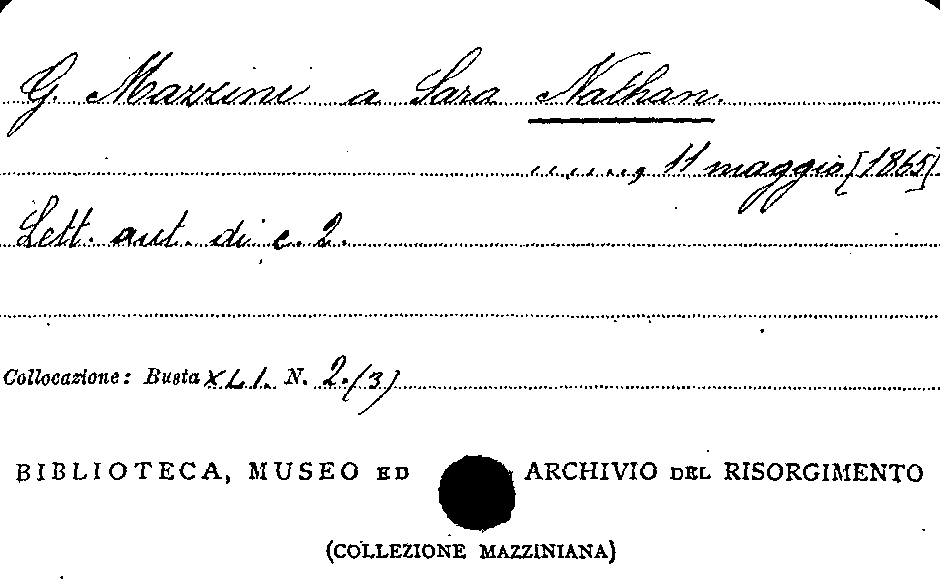 G. Mazzini a Sara Nathan.
......, 11 maggio [1865]
Lett. aut. di c. 2.
Collocazione: Busta XLI. N. 2.(3)
BIBLIOTECA, MUSEO ED ARCHIVIO DEL RISORGIMENTO
(COLLEZIONE MAZZINIANA)